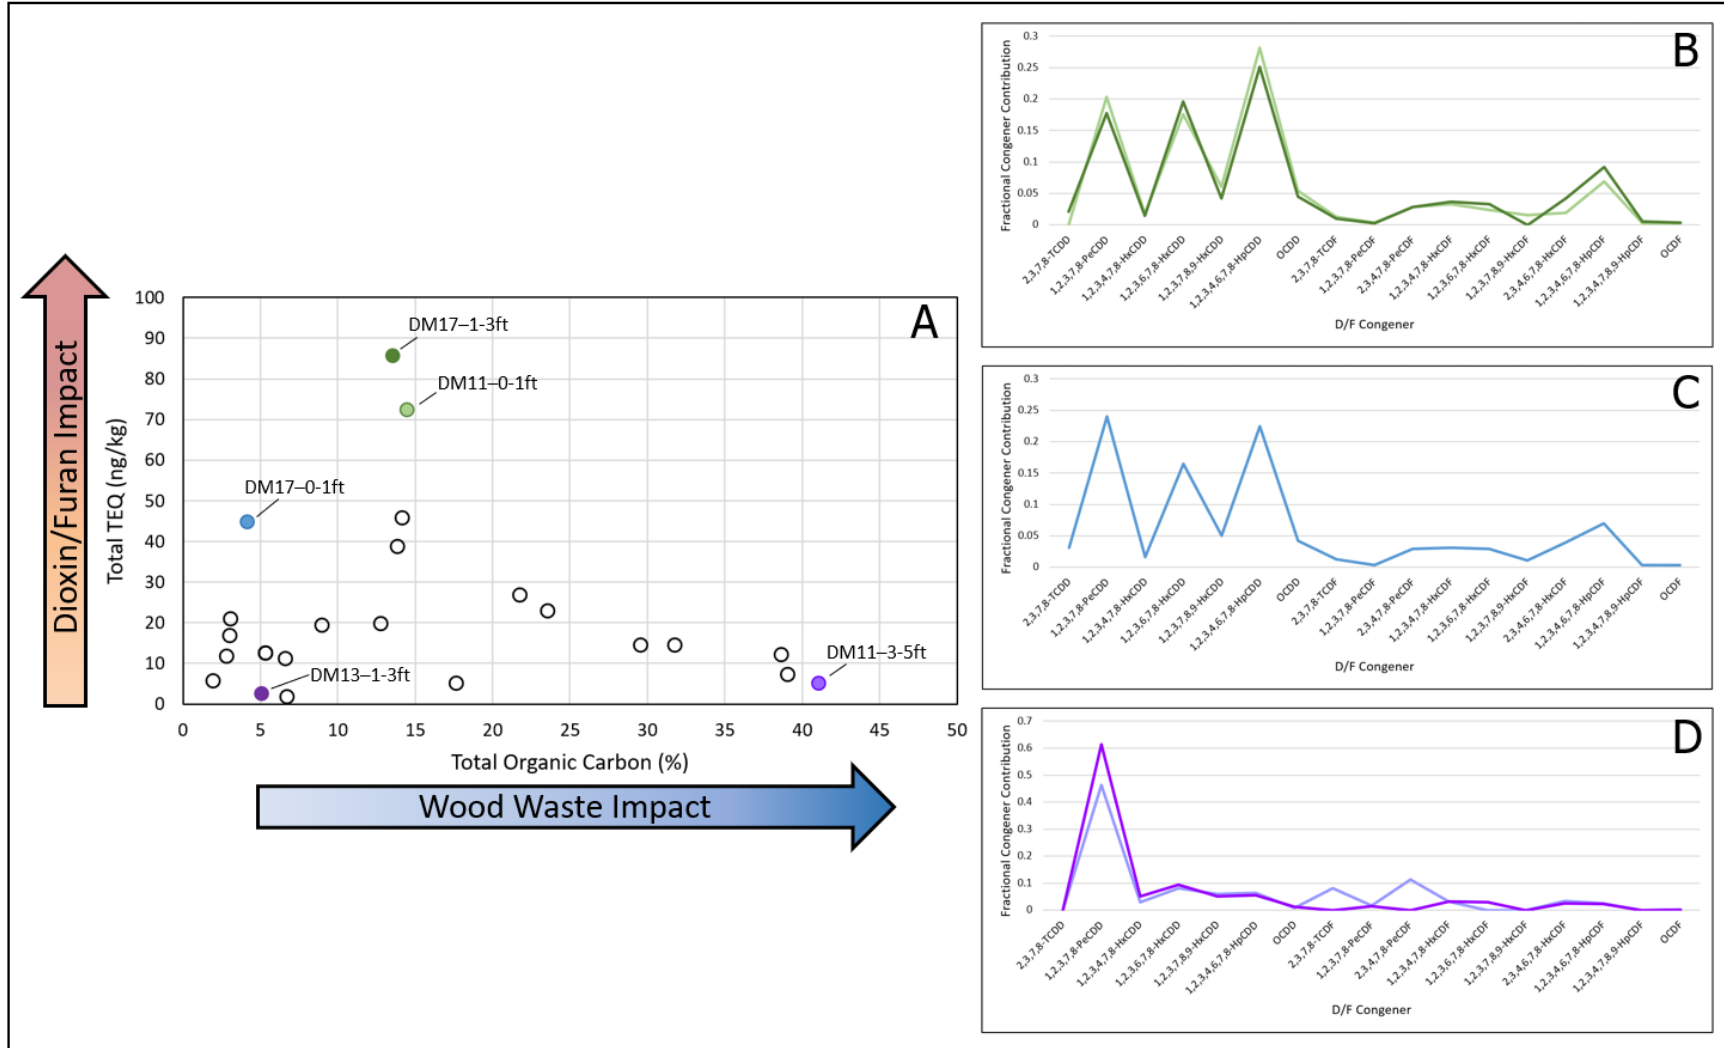 Dioxin/Furan Impact
Total TEQ (ng/kg)
100
90
80
70
60
50
40
30
20
10
0
A
DM17–1-3ft
DM11–0-1ft
DM17–0-1ft
DM13–1-3ft
DM11–3-5ft
0 5 10 15 20 25 30 35 40 45 50
Total Organic Carbon (%)
Wood Waste Impact
B
Fractional Congener Contribution
0.3
0.25
0.2
0.15
0.1
0.05
0
2,3,7,8-TCDD
1,2,3,7,8-PeCDD
1,2,3,4,7,8-HxCDD
1,2,3,6,7,8-HxCDD
1,2,3,7,8,9-HxCDD
1,2,3,4,6,7,8-HpCDD
OCDD
2,3,7,8-TCDF
1,2,3,7,8-PeCDF
2,3,4,7,8-PeCDF
1,2,3,4,7,8-HxCDF
1,2,3,6,7,8-HxCDF
1,2,3,7,8,9-HxCDF
2,3,4,6,7,8-HxCDF
1,2,3,4,6,7,8-HpCDF
1,2,3,4,7,8,9-HpCDF
OCDF
D/F Congener
C
Fractional Congener Contribution
0.3
0.25
0.2
0.15
0.1
0.05
0
2,3,7,8-TCDD
1,2,3,7,8-PeCDD
1,2,3,4,7,8-HxCDD
1,2,3,6,7,8-HxCDD
1,2,3,7,8,9-HxCDD
1,2,3,4,6,7,8-HpCDD
OCDD
2,3,7,8-TCDF
1,2,3,7,8-PeCDF
2,3,4,7,8-PeCDF
1,2,3,4,7,8-HxCDF
1,2,3,6,7,8-HxCDF
1,2,3,7,8,9-HxCDF
2,3,4,6,7,8-HxCDF
1,2,3,4,6,7,8-HpCDF
1,2,3,4,7,8,9-HpCDF
OCDF
D/F Congener
D
Fractional Congener Contribution
0.7
0.6
0.5
0.4
0.3
0.2
0.1
0
2,3,7,8-TCDD
1,2,3,7,8-PeCDD
1,2,3,4,7,8-HxCDD
1,2,3,6,7,8-HxCDD
1,2,3,7,8,9-HxCDD
1,2,3,4,6,7,8-HpCDD
OCDD
2,3,7,8-TCDF
1,2,3,7,8-PeCDF
2,3,4,7,8-PeCDF
1,2,3,4,7,8-HxCDF
1,2,3,6,7,8-HxCDF
1,2,3,7,8,9-HxCDF
2,3,4,6,7,8-HxCDF
1,2,3,4,6,7,8-HpCDF
1,2,3,4,7,8,9-HpCDF
OCDF
D/F Congener